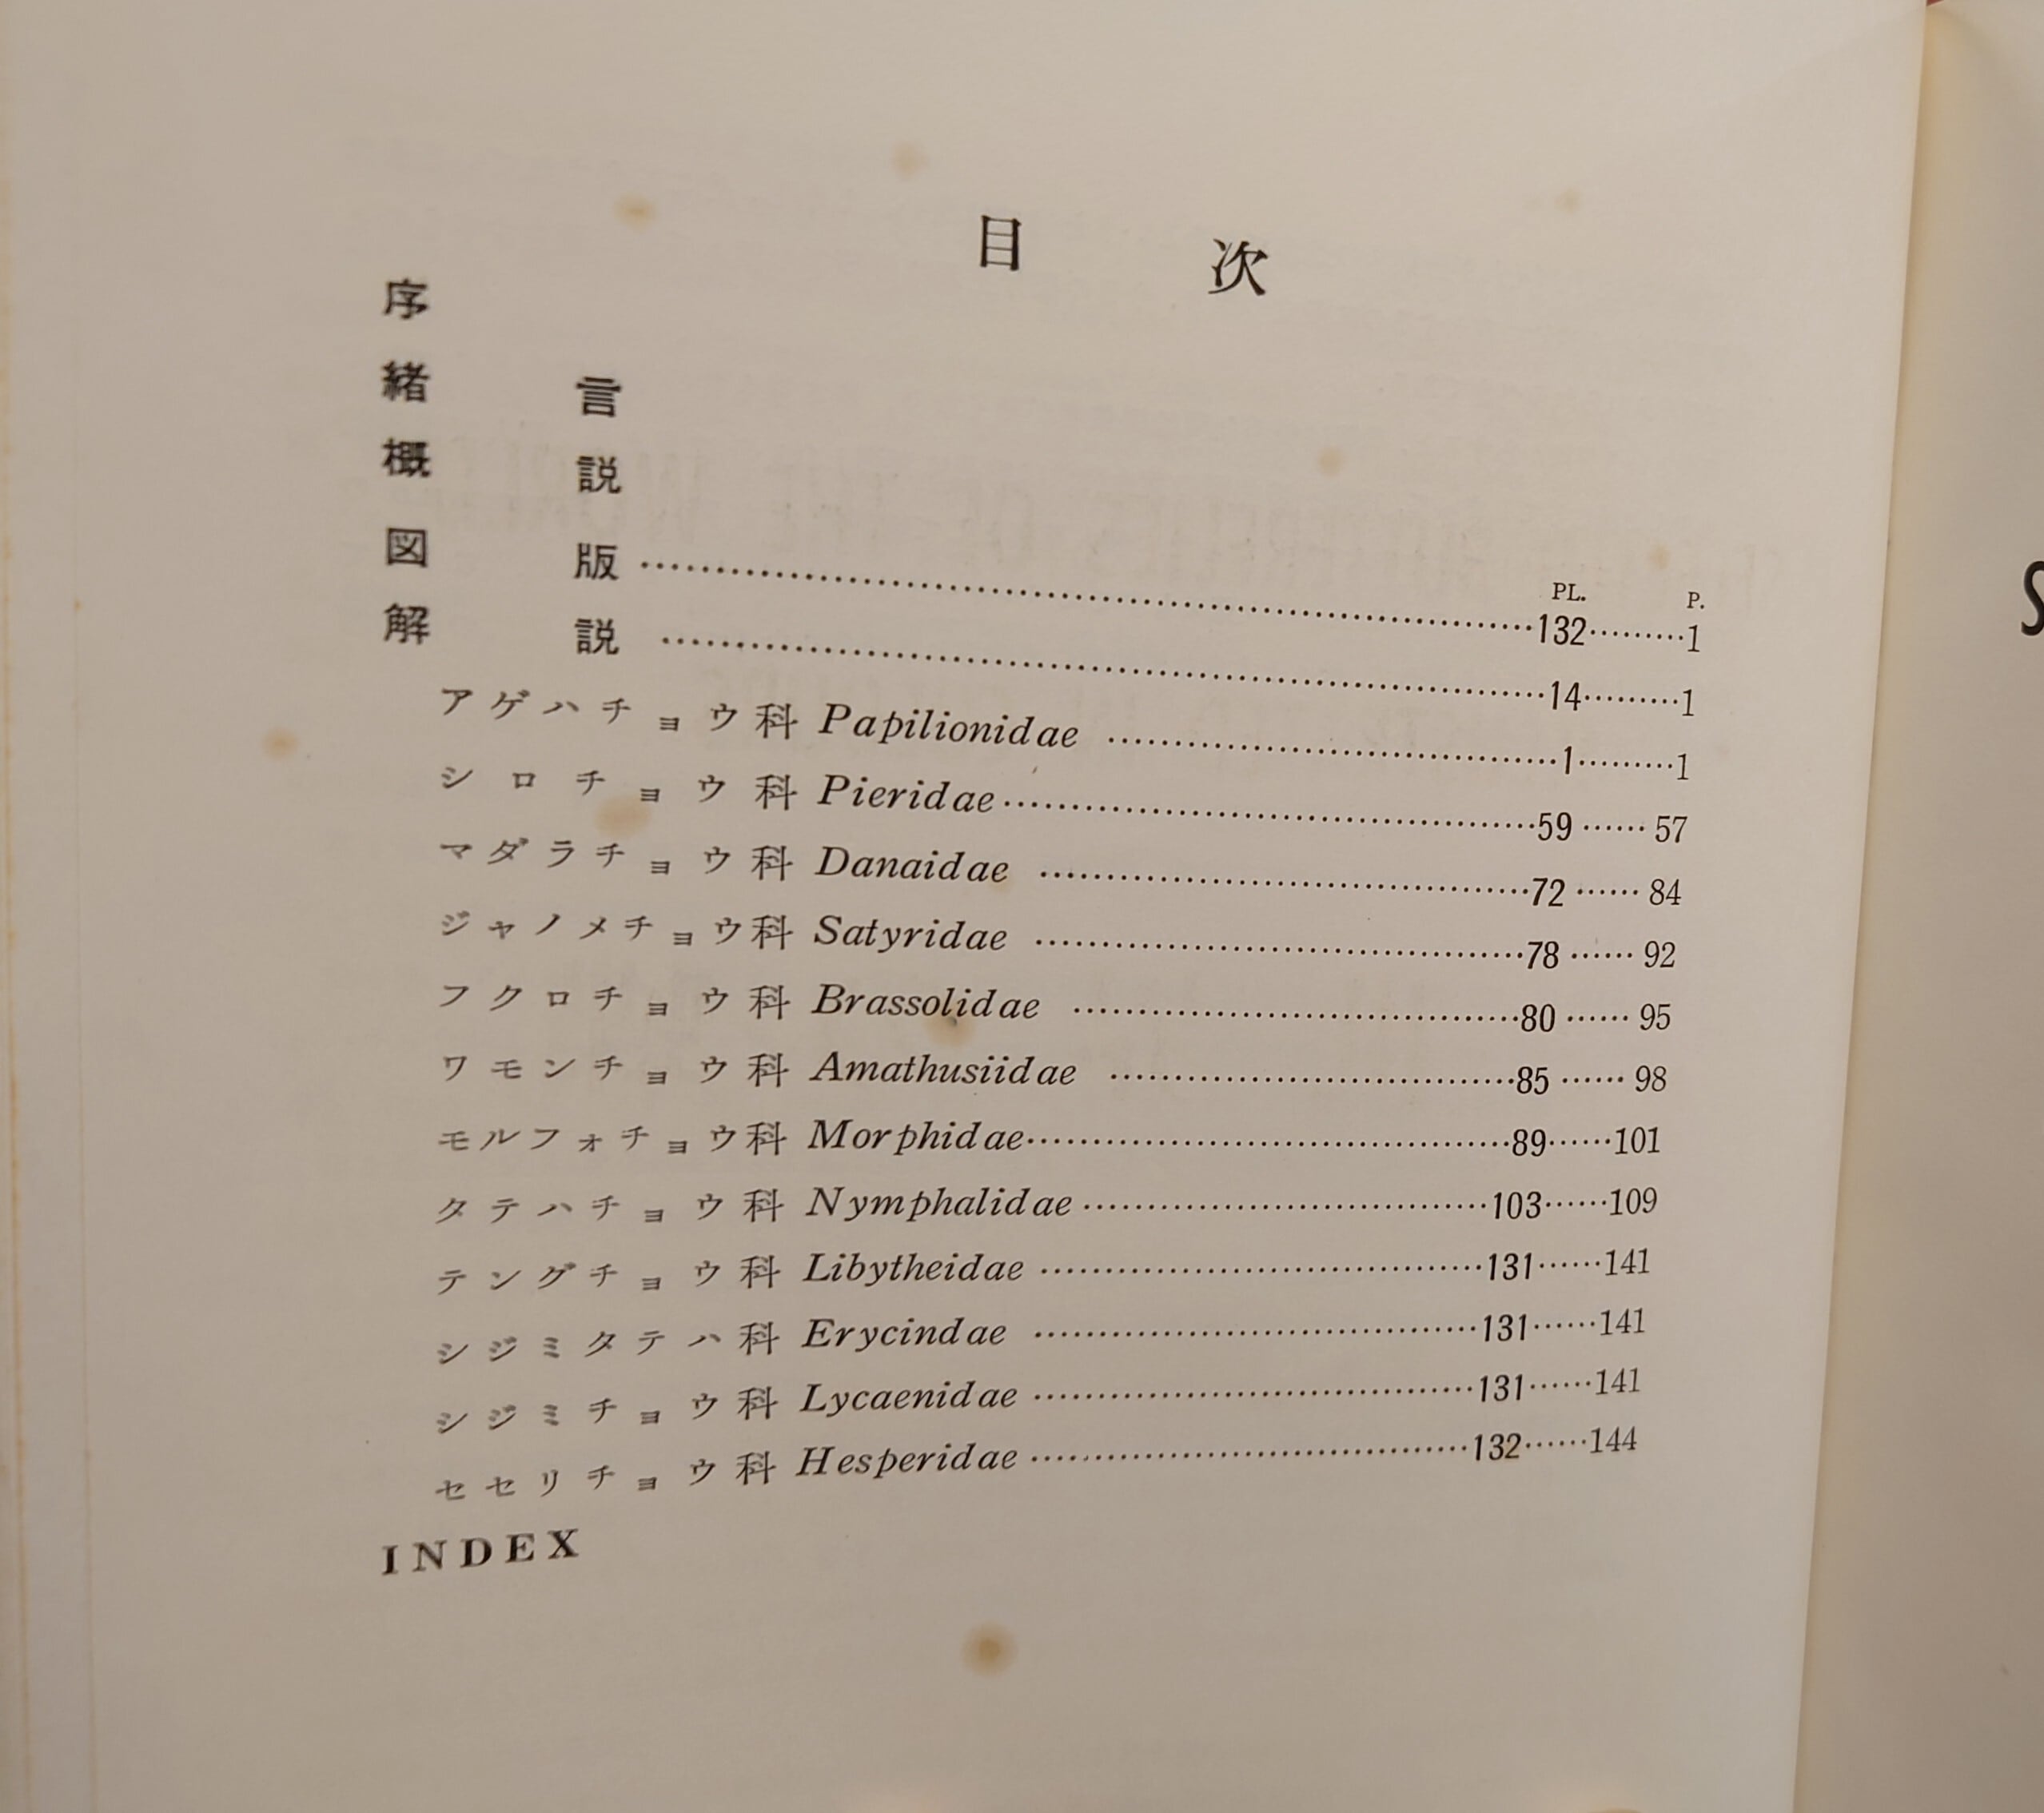 目次
序
緒言
概説
PL. P.
図版……132……1
解説……14……1
アゲハチョウ科 Papilionidae……1……1
シロチョウ科 Pieridae……59……57
マダラチョウ科 Danaidae……72……84
ジャノメチョウ科 Satyridae……78……92
フクロチョウ科 Brassolidae……80……95
ワモンチョウ科 Amathusiidae……85……98
モルフォチョウ科 Morphidae……89……101
タテハチョウ科 Nymphalidae……103……109
テングチョウ科 Libytheidae……131……141
シジミタテハ科 Erycindae……131……141
シジミチョウ科 Lycaenidae……131……141
セセリチョウ科 Hesperidae……132……144
INDEX